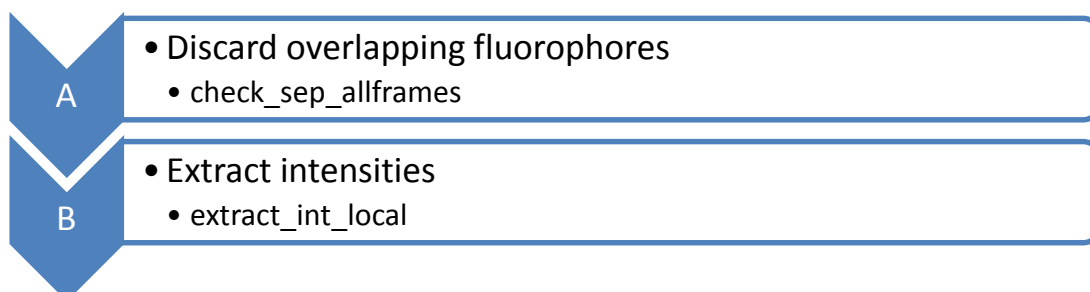 A
• Discard overlapping fluorophores
• check_sep_allframes
B
• Extract intensities
• extract_int_local